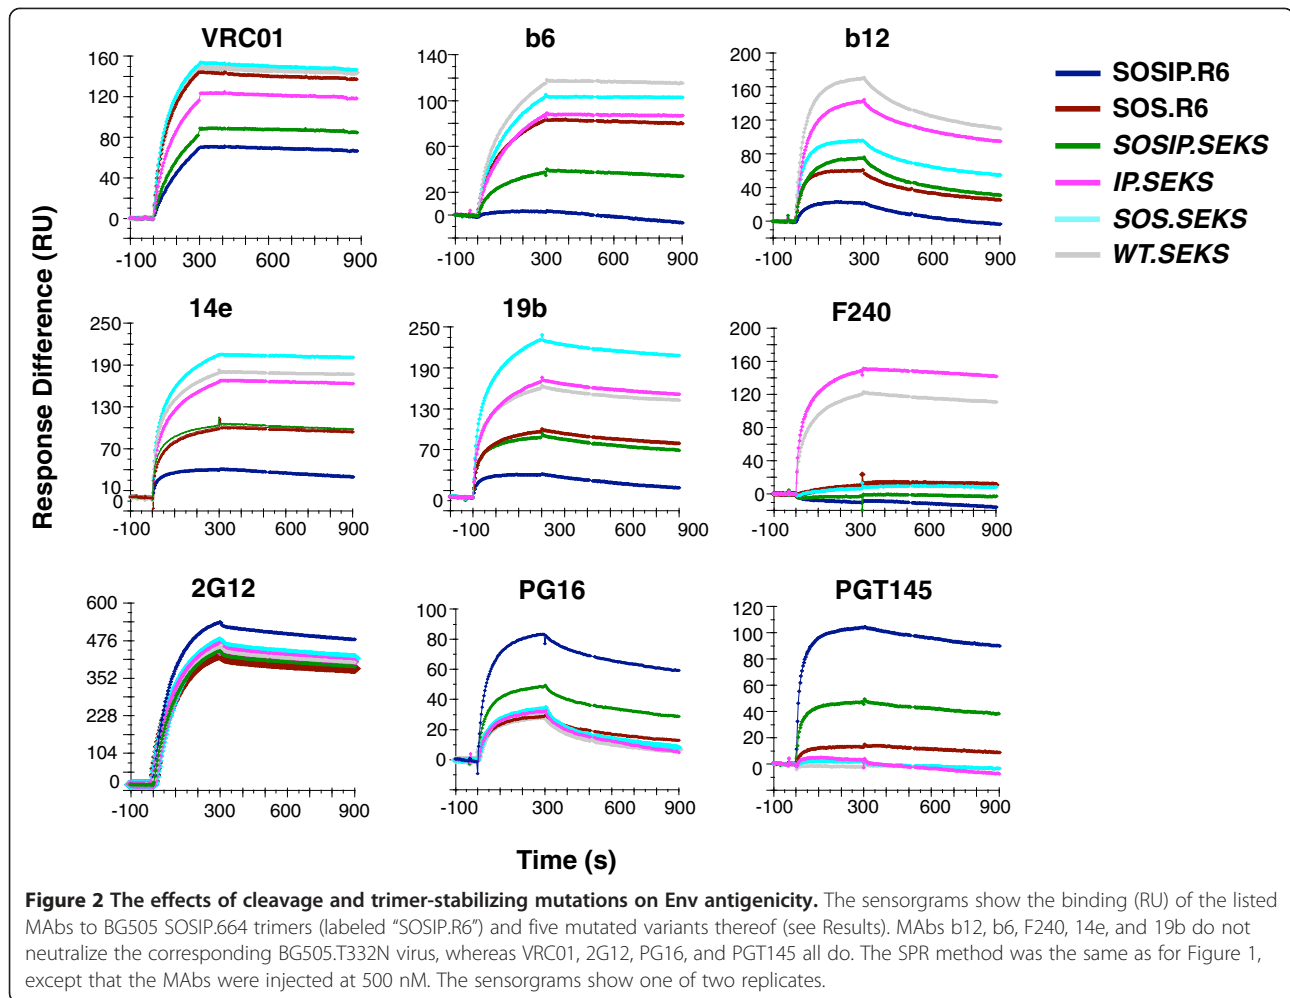 VRC01
b6
b12
160
120
80
40
0
-100 300 600 900
140
120
100
80
60
40
20
0
-20
-100 300 600 900
200
160
120
80
40
0
-100 300 600 900
SOSIP.R6
SOS.R6
SOSIP.SEKS
IP.SEKS
SOS.SEKS
WT.SEKS
Response Difference (RU)
14e
19b
F240
250
190
130
70
10
0
-100 300 600 900
250
190
130
70
10
0
-100 300 600 900
200
160
120
80
40
0
-20
-100 300 600 900
2G12
PG16
PGT145
600
476
352
228
104
0
-100 300 600 900
100
80
60
40
20
0
-20
-100 300 600 900
120
100
80
60
40
20
0
-20
-100 300 600 900
Time (s)
Figure 2 The effects of cleavage and trimer-stabilizing mutations on Env antigenicity. The sensorgrams show the binding (RU) of the listed
MAbs to BG505 SOSIP.664 trimers (labeled “SOSIP.R6”) and five mutated variants thereof (see Results). MAbs b12, b6, F240, 14e, and 19b do not
neutralize the corresponding BG505.T332N virus, whereas VRC01, 2G12, PG16, and PGT145 all do. The SPR method was the same as for Figure 1,
except that the MAbs were injected at 500 nM. The sensorgrams show one of two replicates.